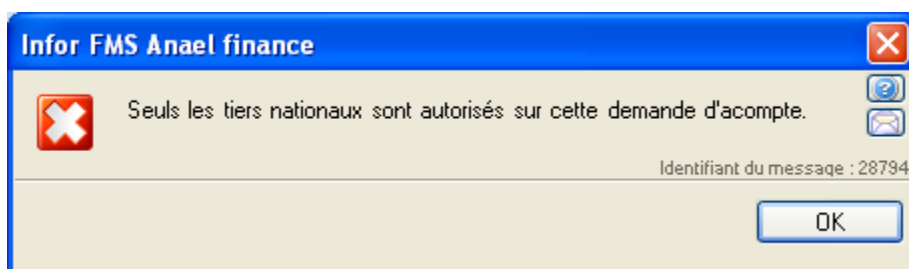 Infor FMS Anael finance
Seuls les tiers nationaux sont autorisés sur cette demande d'acompte.
Identifiant du message : 28794
OK